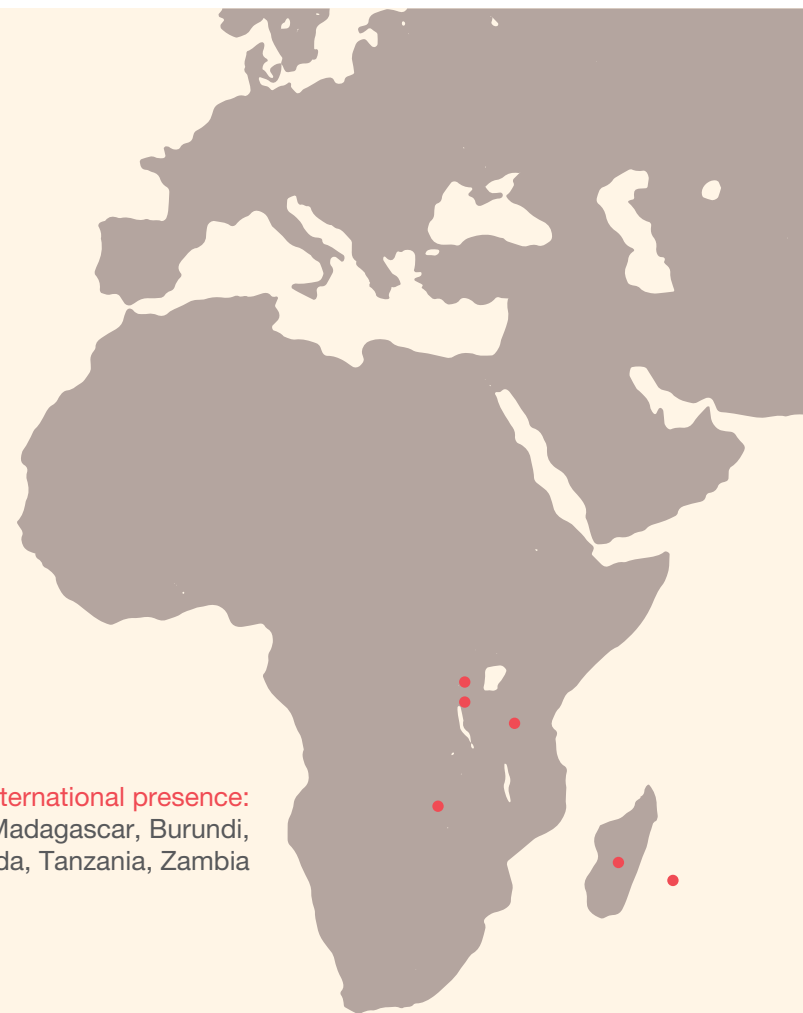 ternational presence:
Madagascar, Burundi,
da, Tanzania, Zambia